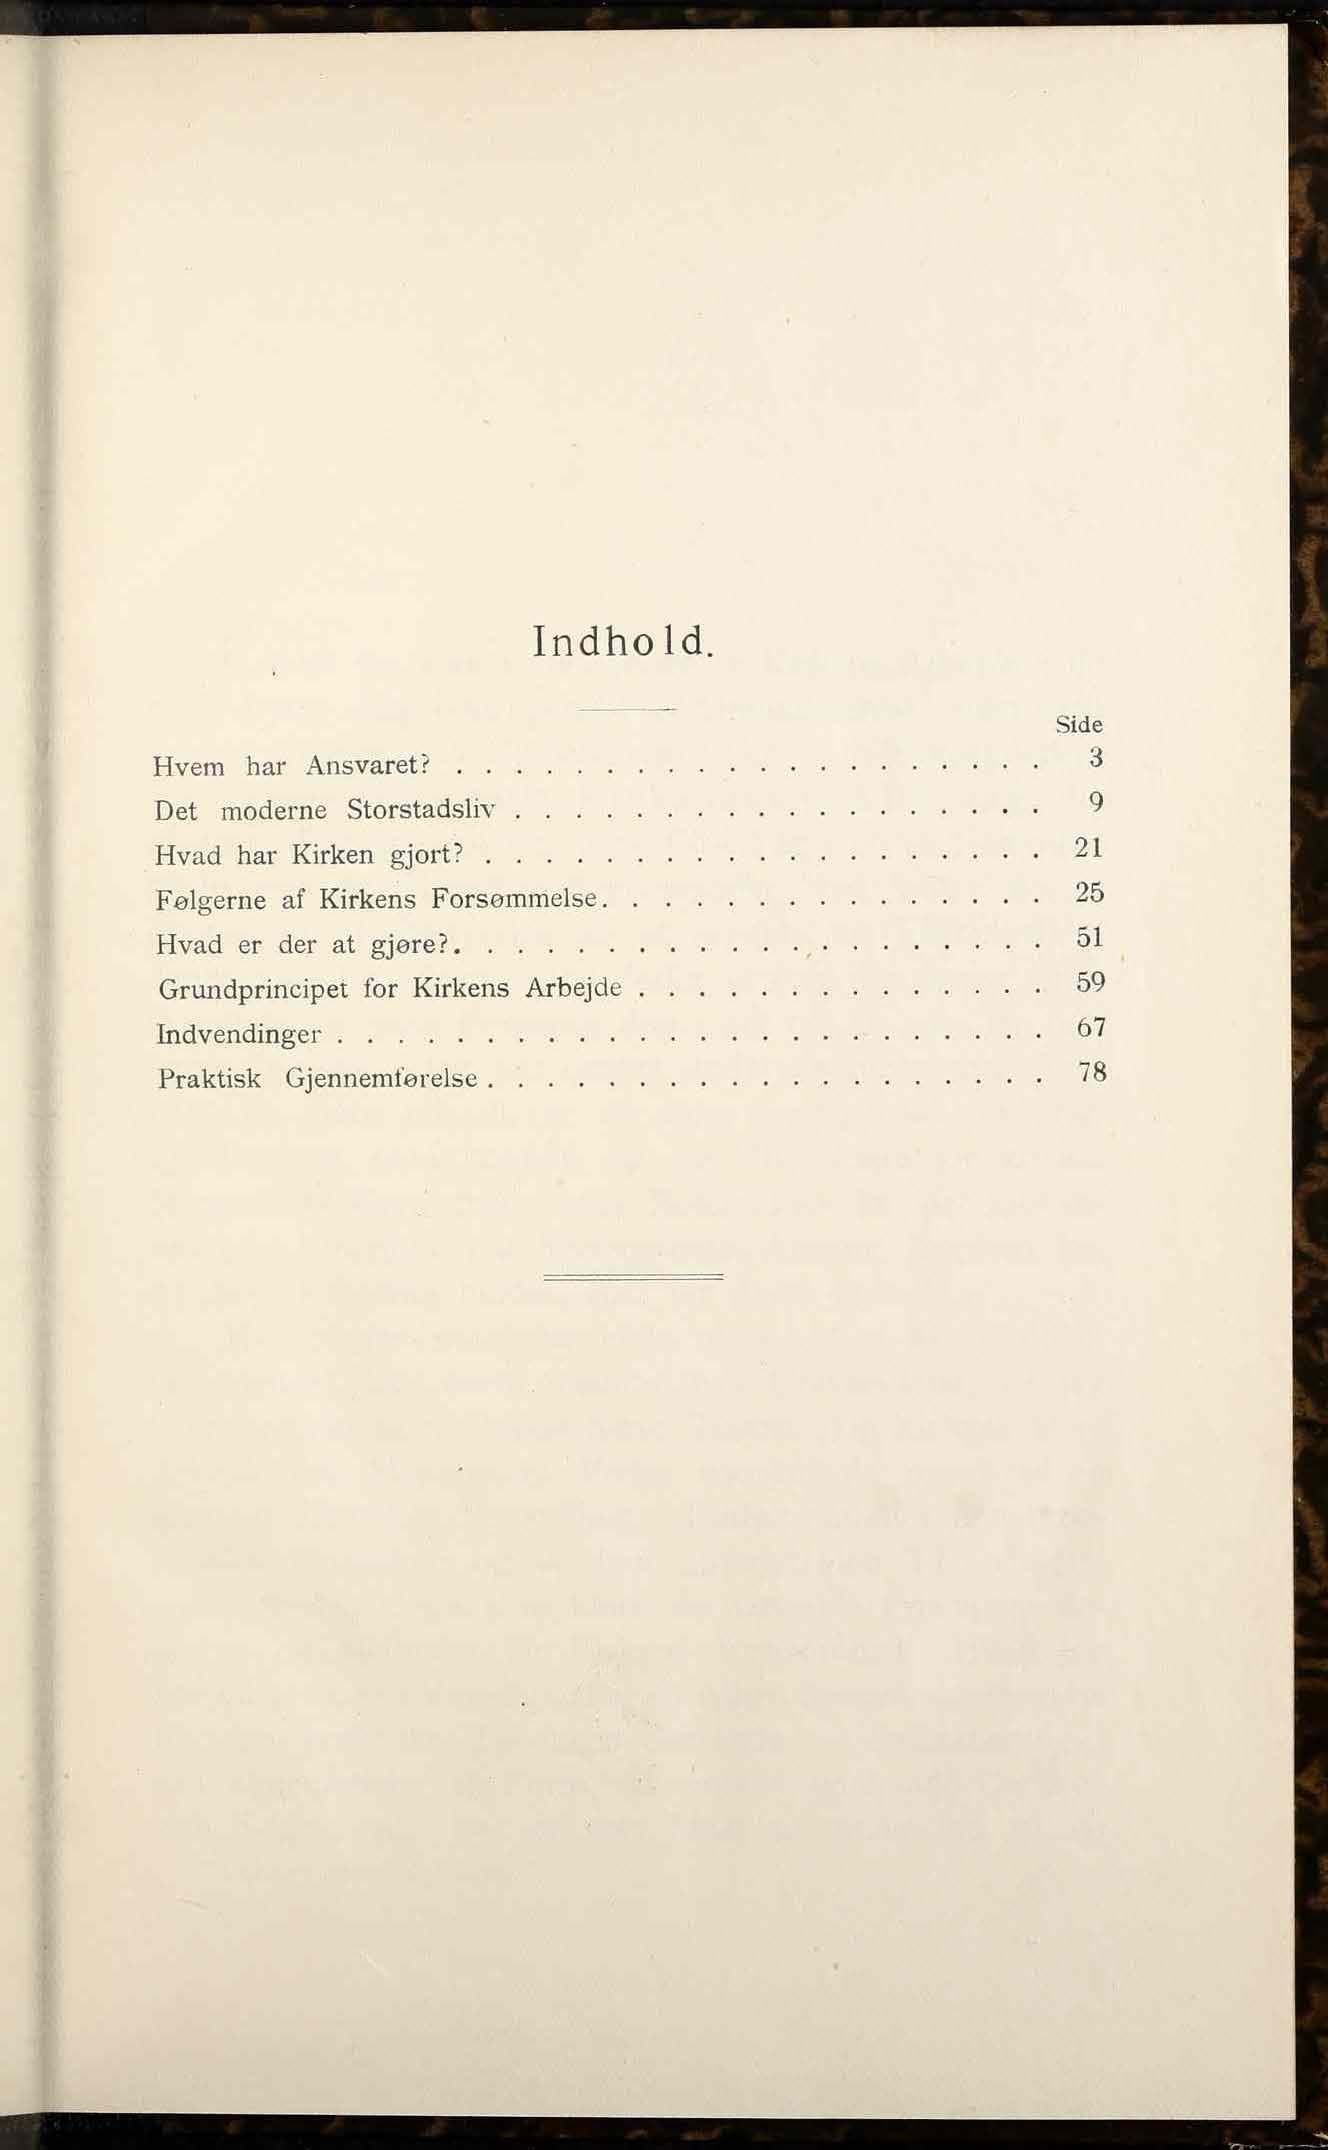 Indhold.
Side
Hvem har Ansvaret? . . . . . . . . . . . . . . . . . . . . 3
Det moderne Storstadsliv . . . . . . . . . . . . . . . . . . 9
Hvad har Kirken gjort? . . . . . . . . . . . . . . . . . . . 21
Følgerne af Kirkens Forsømmelse. . . . . . . . . . . . . . . 25
Hvad er der at gjøre?. . . . . . . . . . . . . . . . . . . . 51
Grundprincipet for Kirkens Arbejde . . . . . . . . . . . . . . 59
Indvendinger . . . . . . . . . . . . . . . . . . . . . . . . 67
Praktisk Gjennemførelse . . . . . . . . . . . . . . . . . . . 78